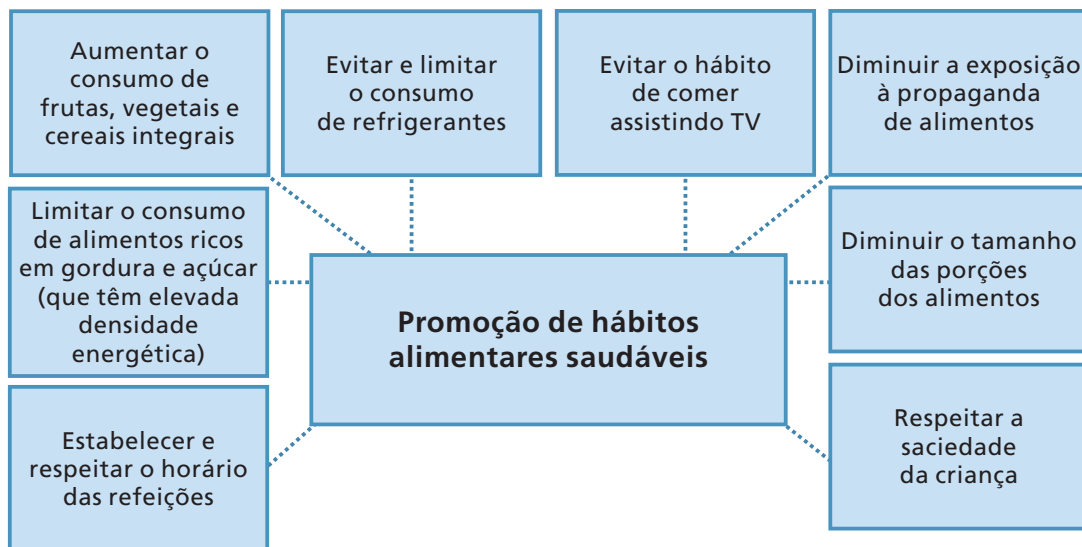 Aumentar o
consumo de
frutas, vegetais e
cereais integrais
Evitar e limitar
o consumo
de refrigerantes
Evitar o hábito
de comer
assistindo TV
Diminuir a exposição
à propaganda
de alimentos
Limitar o consumo
de alimentos ricos
em gordura e açúcar
(que têm elevada
densidade
energética)
Promoção de hábitos
alimentares saudáveis
Diminuir o tamanho
das porções
dos alimentos
Estabelecer e
respeitar o horário
das refeições
Respeitar a
saciedade
da criança